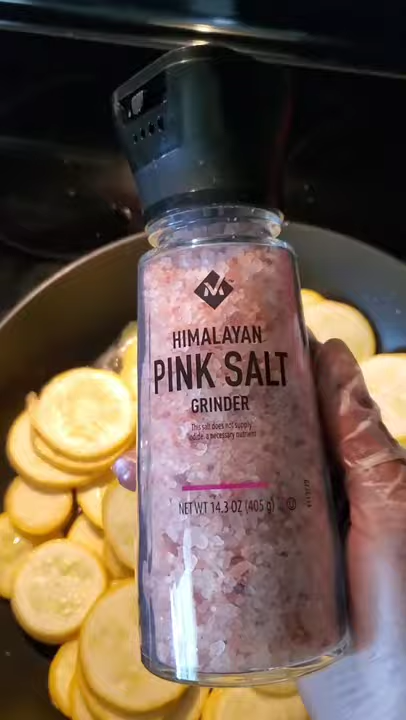 M
HIMALAYAN
PINK SALT
GRINDER
This salt does not supply
iodide, a necessary nutrient
NET WT 14.3 OZ (405 g)